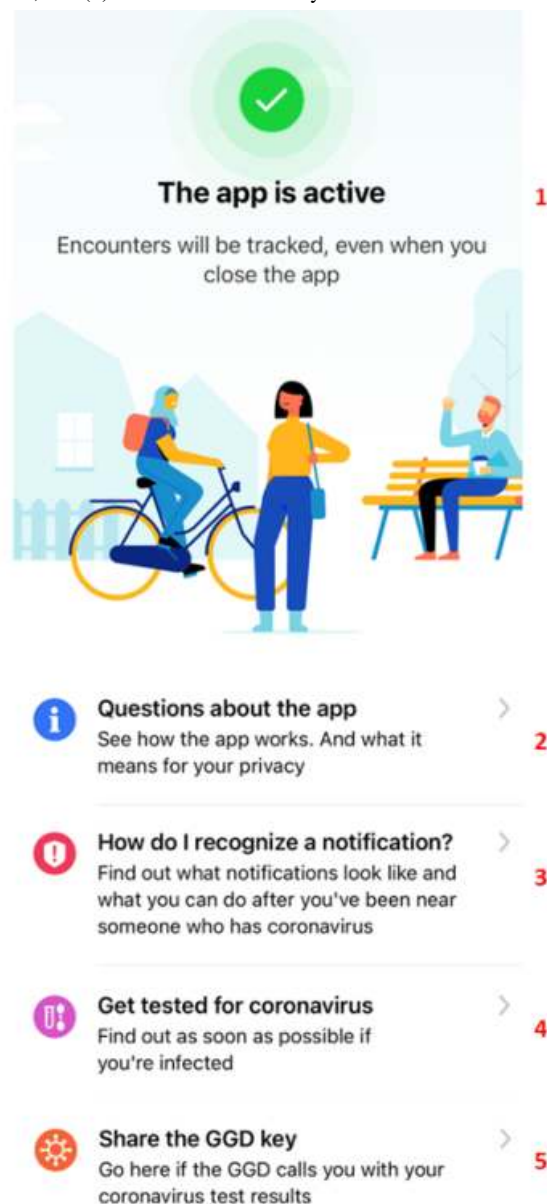 The app is active
1
Encounters will be tracked, even when you
close the app
Questions about the app
See how the app works. And what it
means for your privacy
2
How do I recognize a notification?
Find out what notifications look like and
what you can do after you've been near
someone who has coronavirus
3
Get tested for coronavirus
Find out as soon as possible if
you're infected
4
Share the GGD key
Go here if the GGD calls you with your
coronavirus test results
5